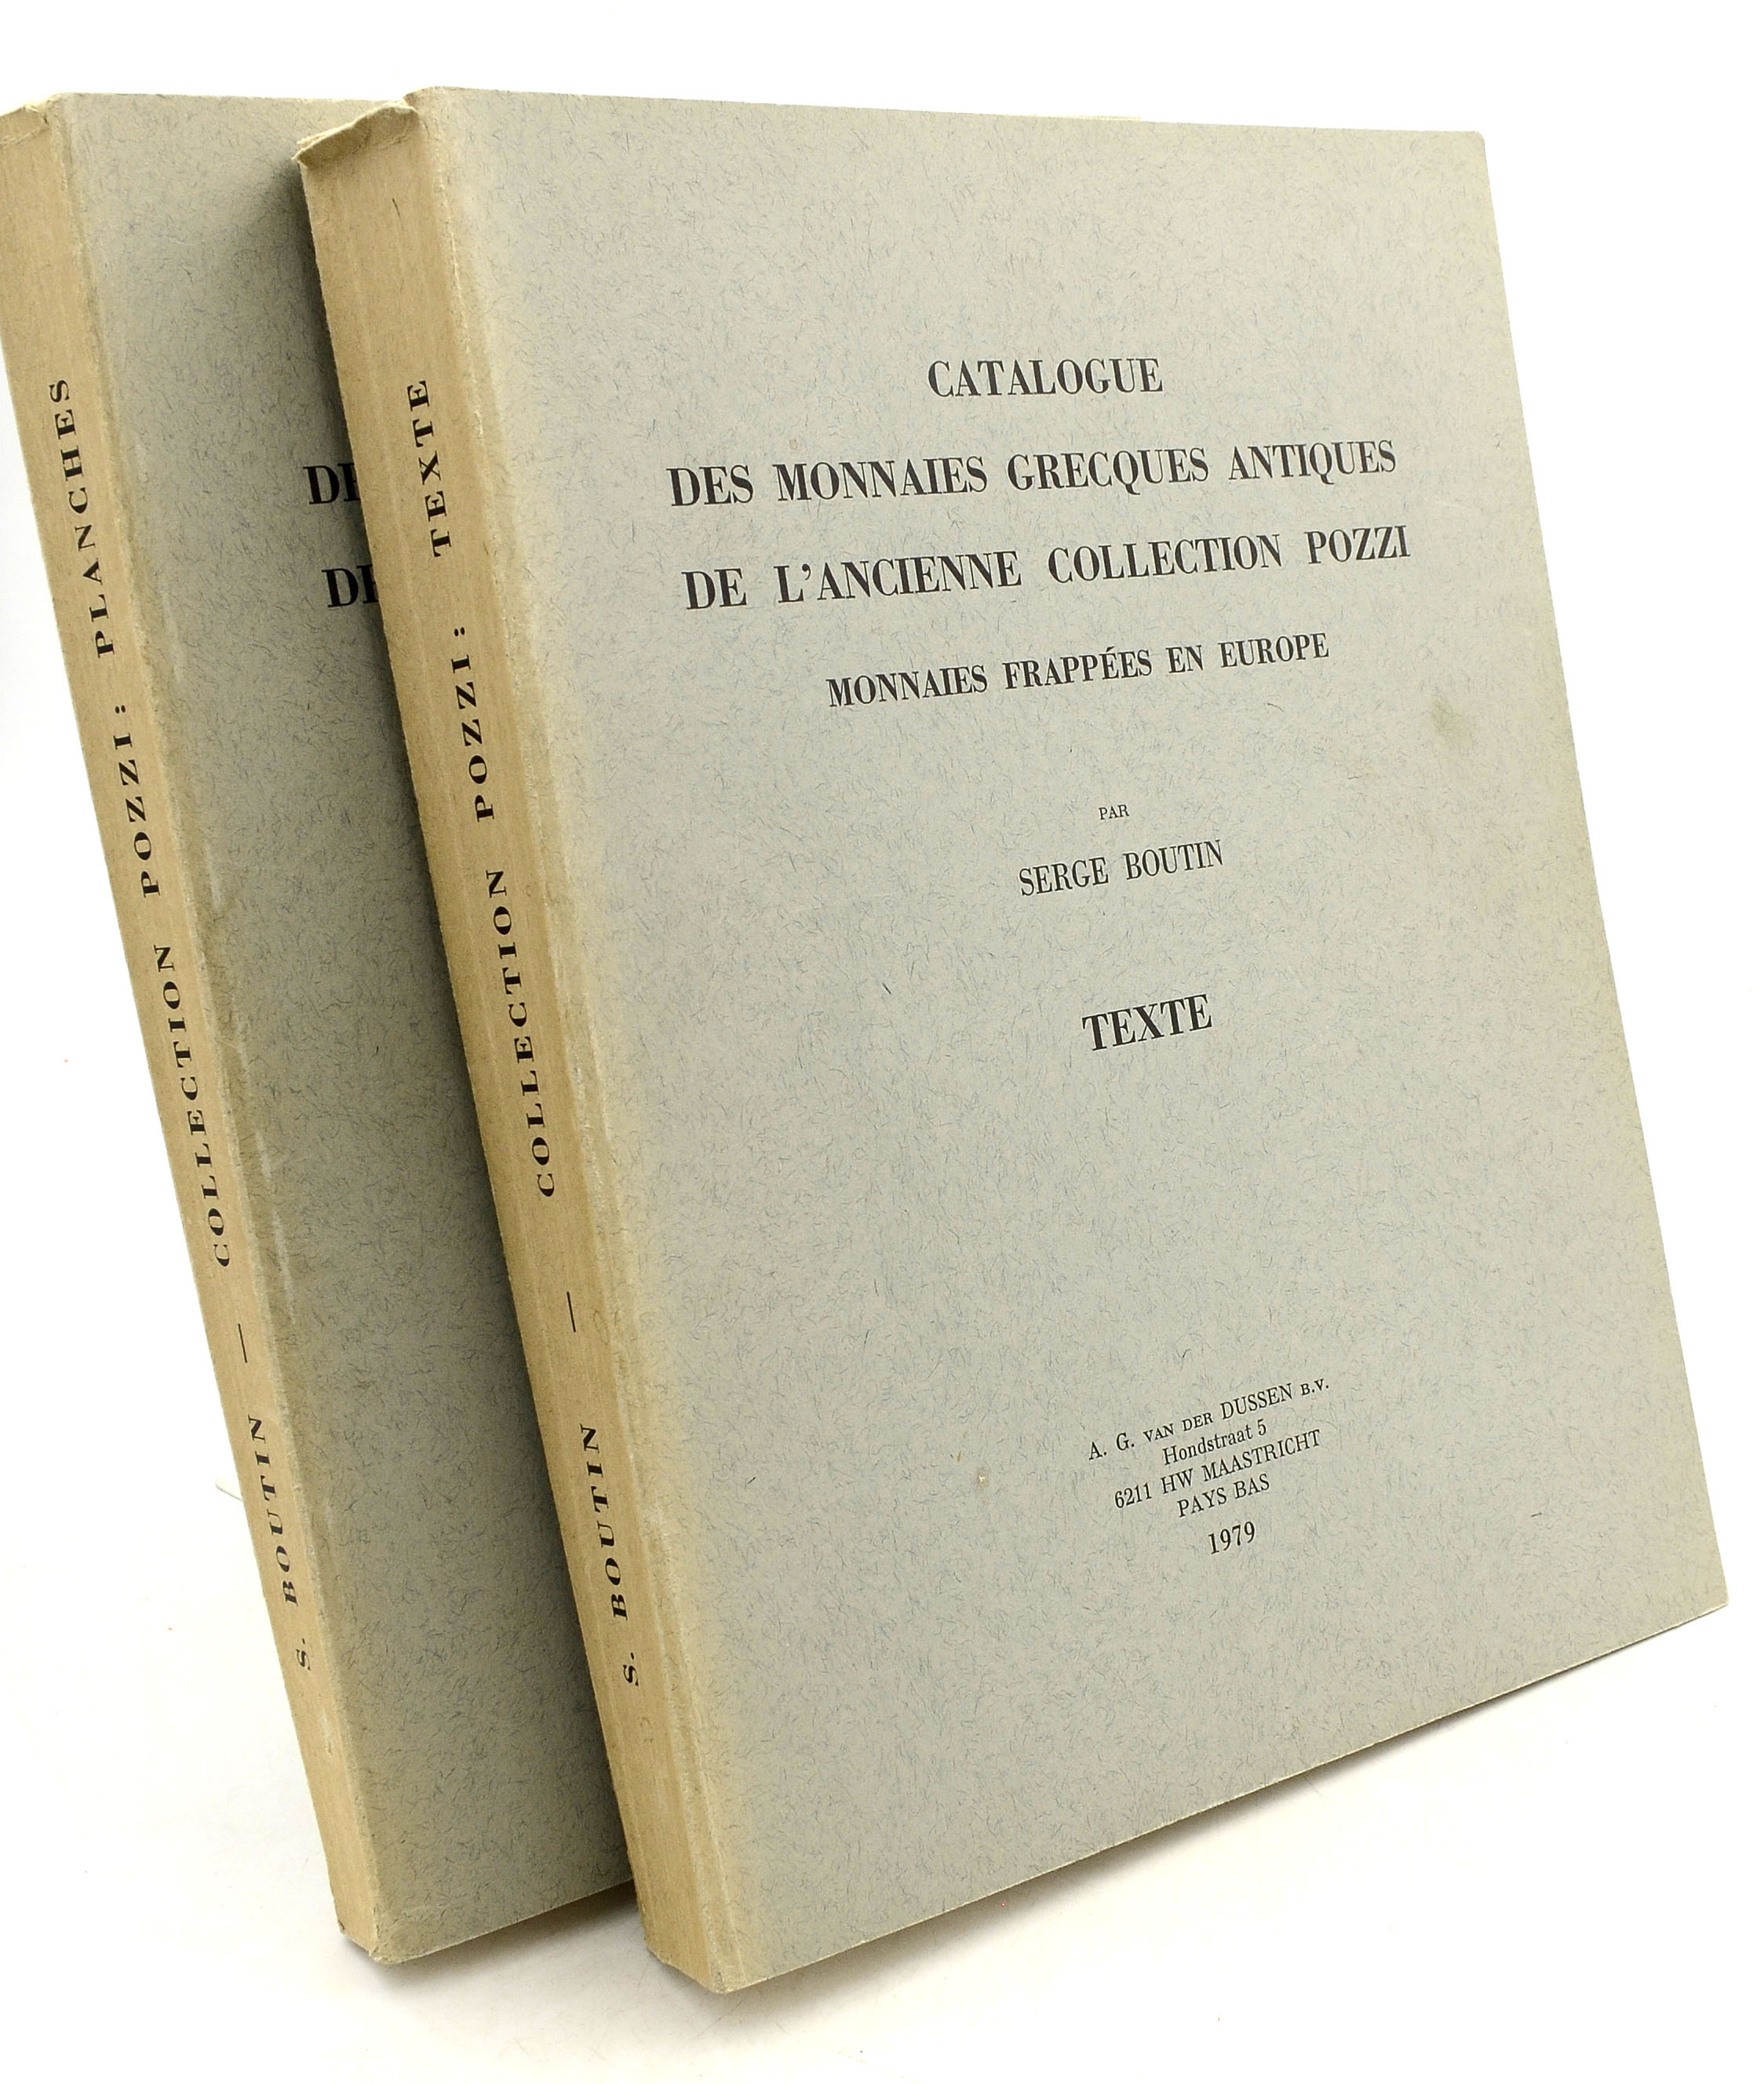 S. BOUTIN — COLLECTION POZZI: PLANCHES
S. BOUTIN — COLLECTION POZZI: TEXTE
CATALOGUE
DES MONNAIES GRECQUES ANTIQUES
DE L'ANCIENNE COLLECTION POZZI
MONNAIES FRAPPÉES EN EUROPE
PAR
SERGE BOUTIN
TEXTE
A. G. VAN DER DUSSEN B.V.
Hondstraat 5
6211 HW MAASTRICHT
PAYS BAS
1979